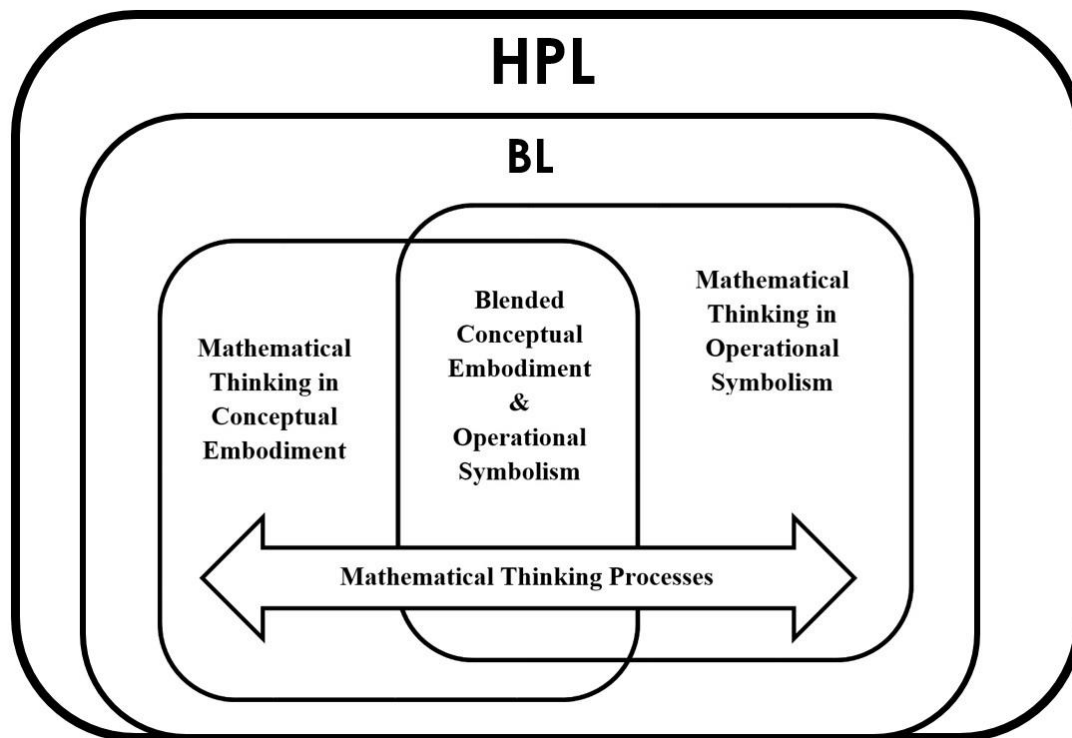 HPL
BL
Mathematical
Thinking in
Conceptual
Embodiment
Blended
Conceptual
Embodiment
&
Operational
Symbolism
Mathematical
Thinking in
Operational
Symbolism
Mathematical Thinking Processes